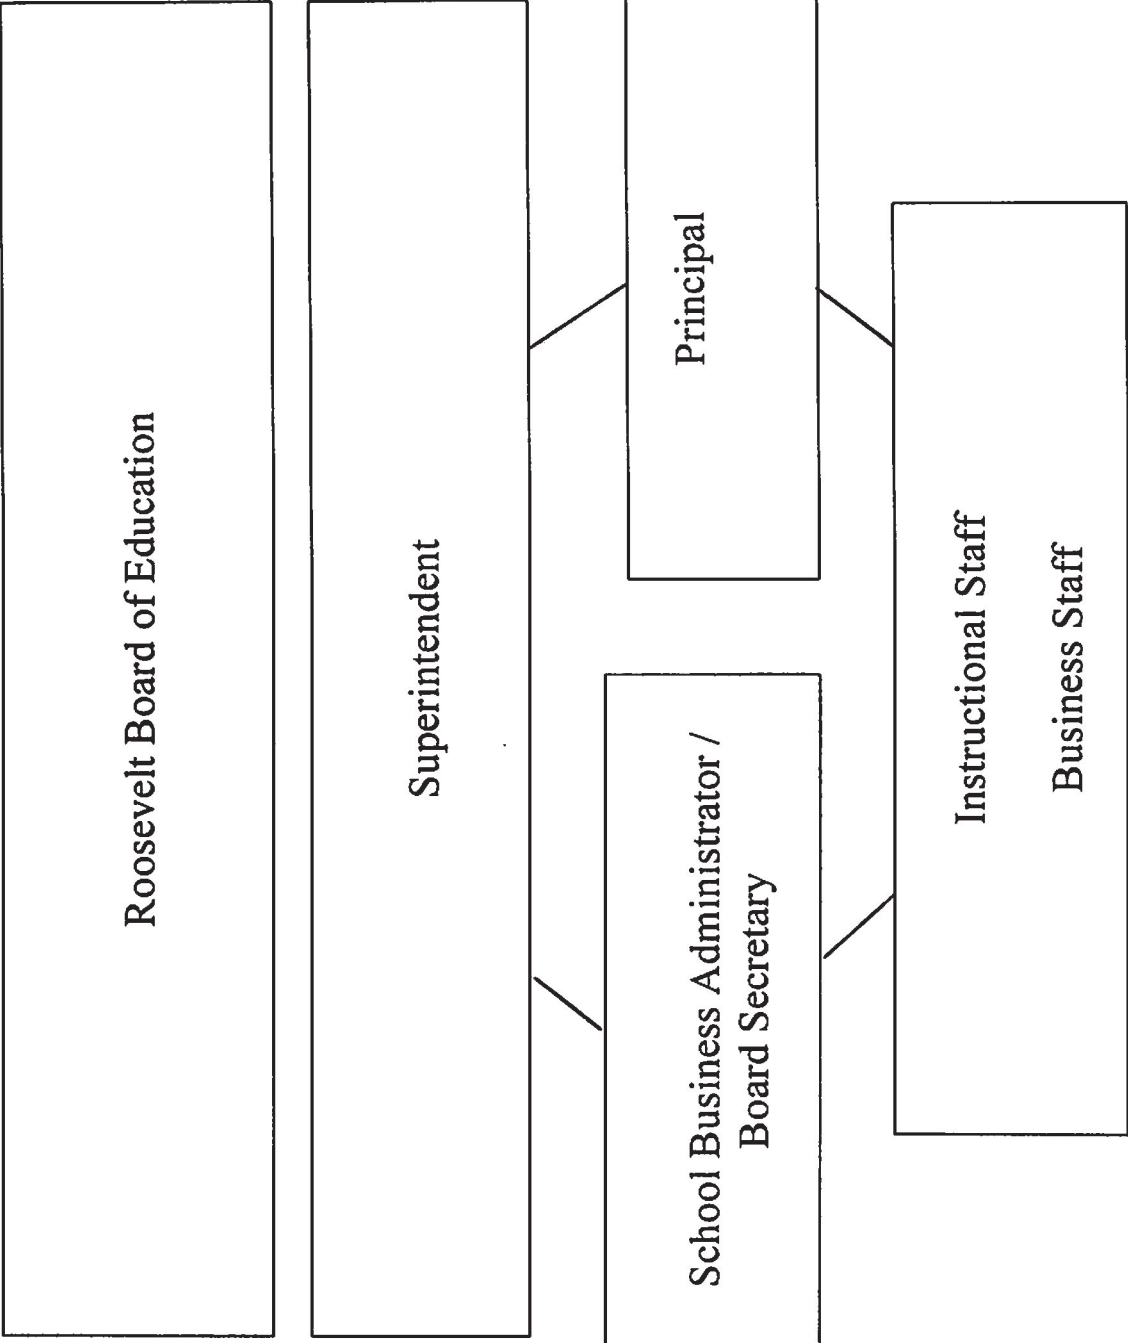 Roosevelt Board of Education
Superintendent
School Business Administrator /
Board Secretary
Principal
Instructional Staff
Business Staff